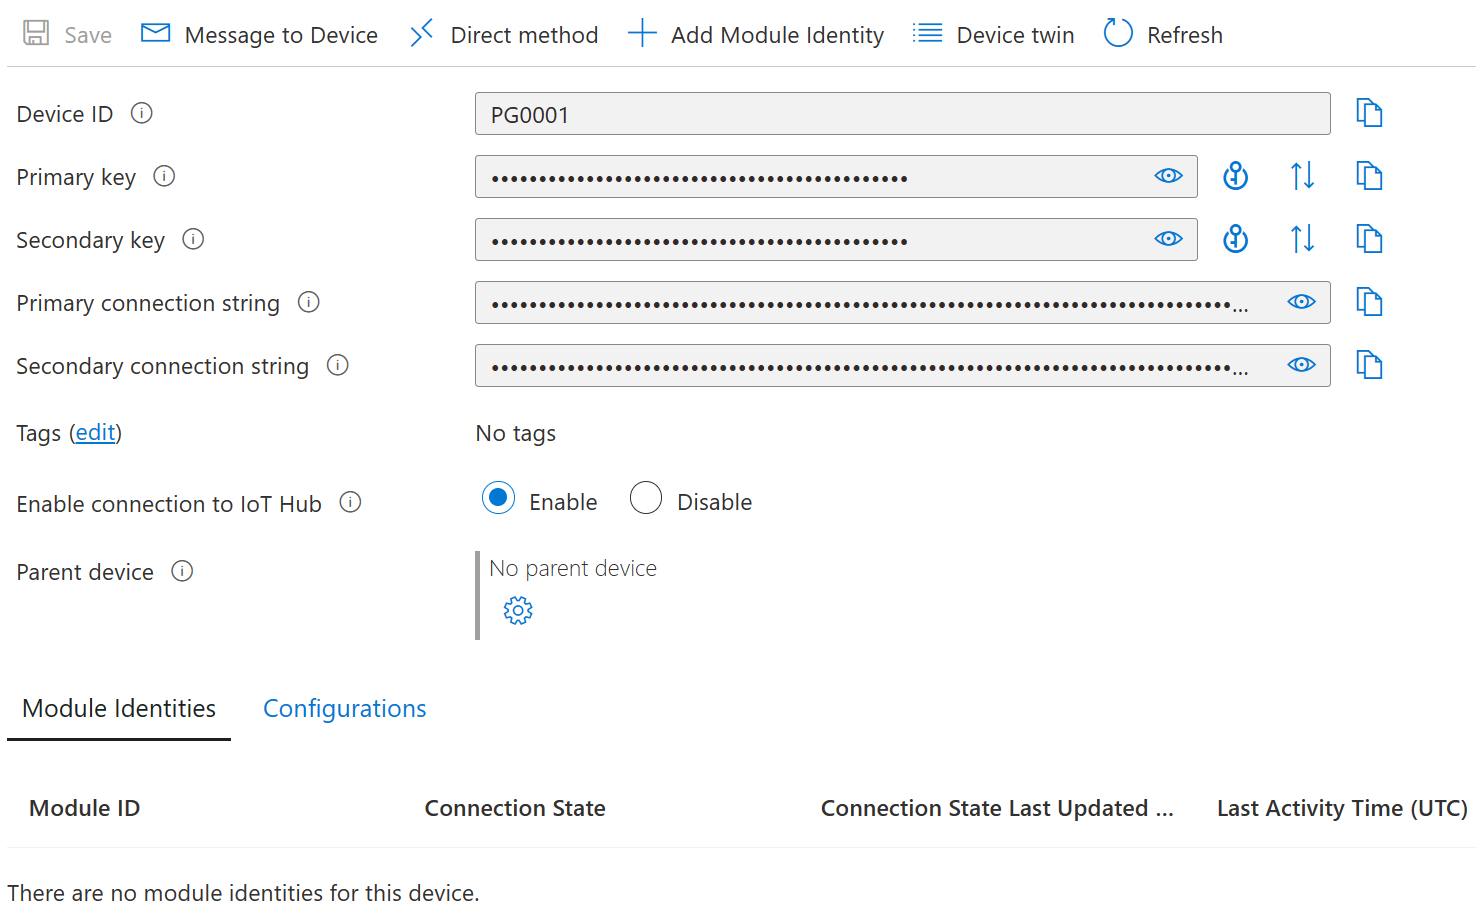 Save Message to Device Direct method Add Module Identity Device twin Refresh
Device ID PG0001
Primary key ••••••••••••••••••••••••••••••••••••••••••••
Secondary key ••••••••••••••••••••••••••••••••••••••••••••
Primary connection string ••••••••••••••••••••••••••••••••••••••••••••••••••••••••••••••••••••••••••••••...
Secondary connection string ••••••••••••••••••••••••••••••••••••••••••••••••••••••••••••••••••••••••••••••...
Tags (edit) No tags
Enable connection to IoT Hub Enable Disable
Parent device No parent device
Module Identities Configurations
Module ID Connection State Connection State Last Updated ... Last Activity Time (UTC)
There are no module identities for this device.